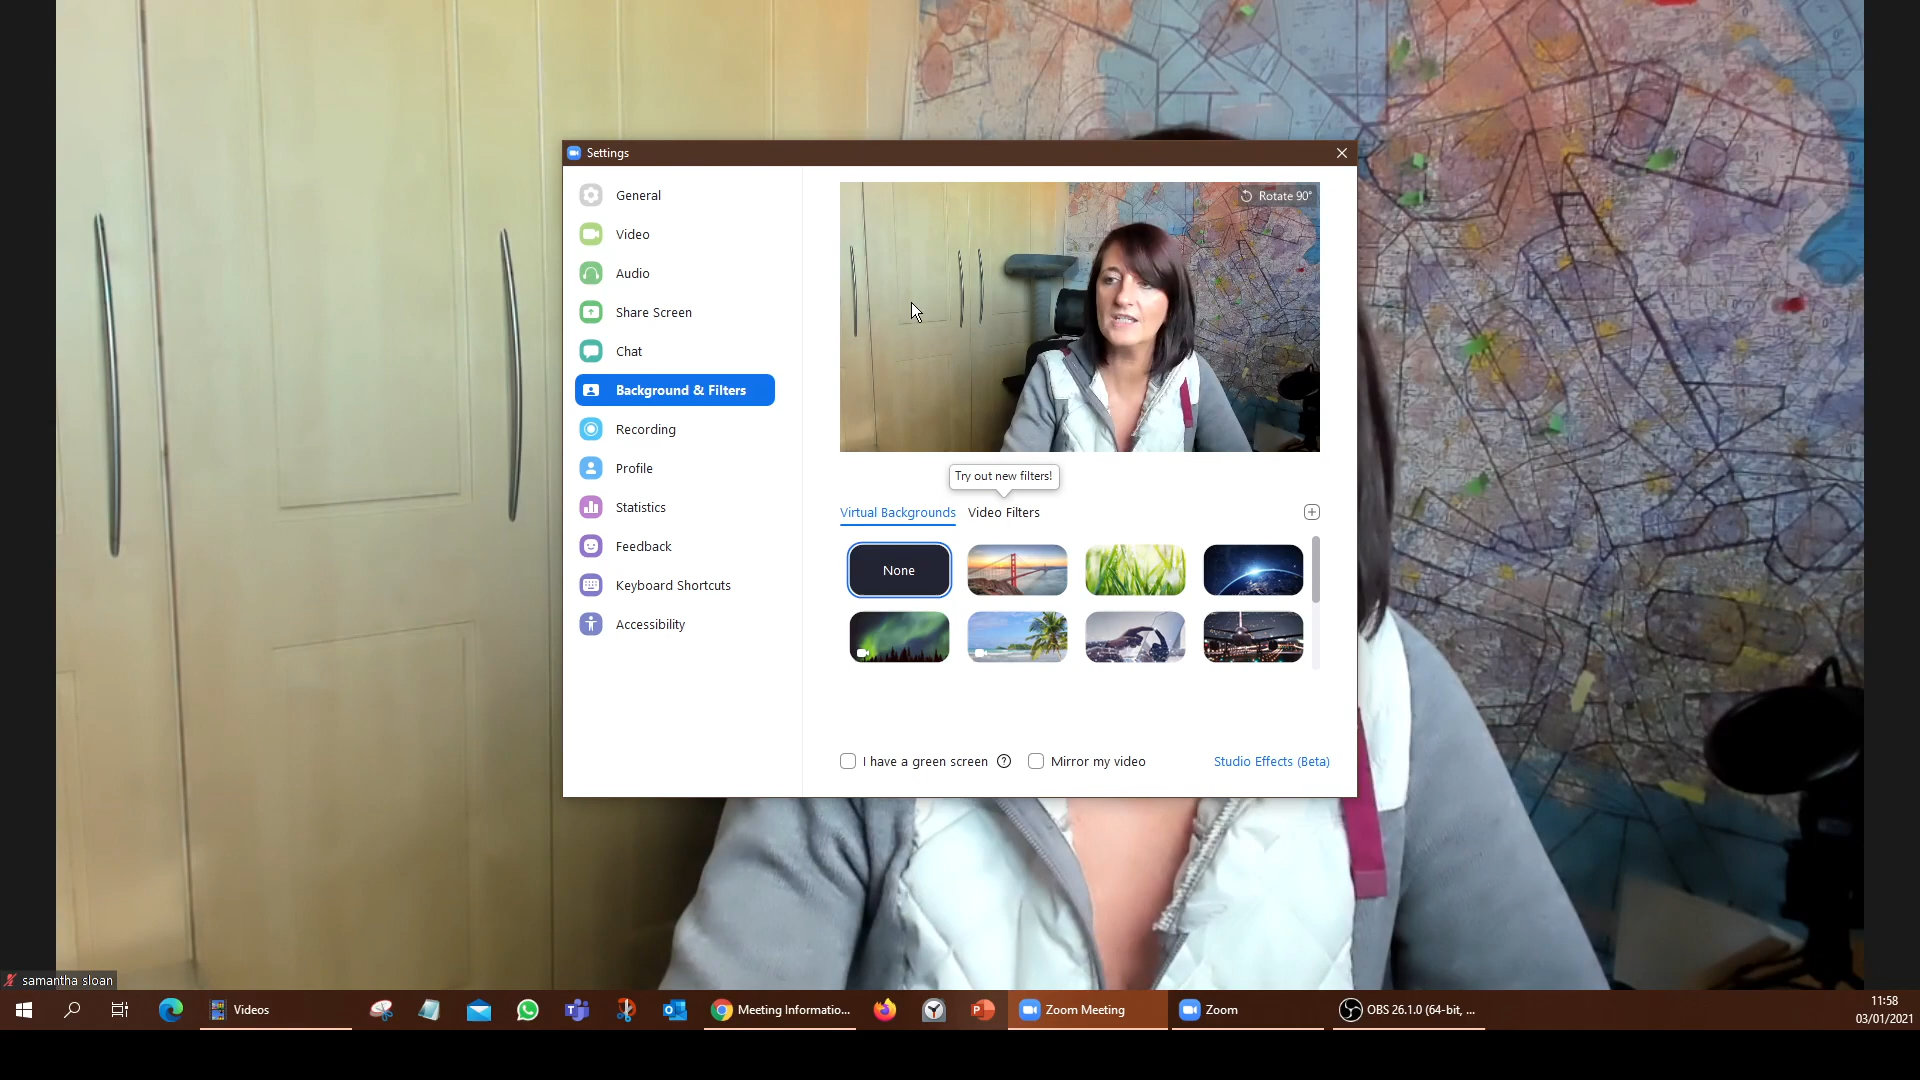 Settings
General
Video
Audio
Share Screen
Chat
Background & Filters
Recording
Profile
Statistics
Feedback
Keyboard Shortcuts
Accessibility
Rotate 90°
Try out new filters!
Virtual Backgrounds Video Filters
None
I have a green screen Mirror my video Studio Effects (Beta)
samantha sloan
Videos
Meeting Informatio...
Zoom Meeting
Zoom
OBS 26.1.0 (64-bit, ...
11:58
03/01/2021